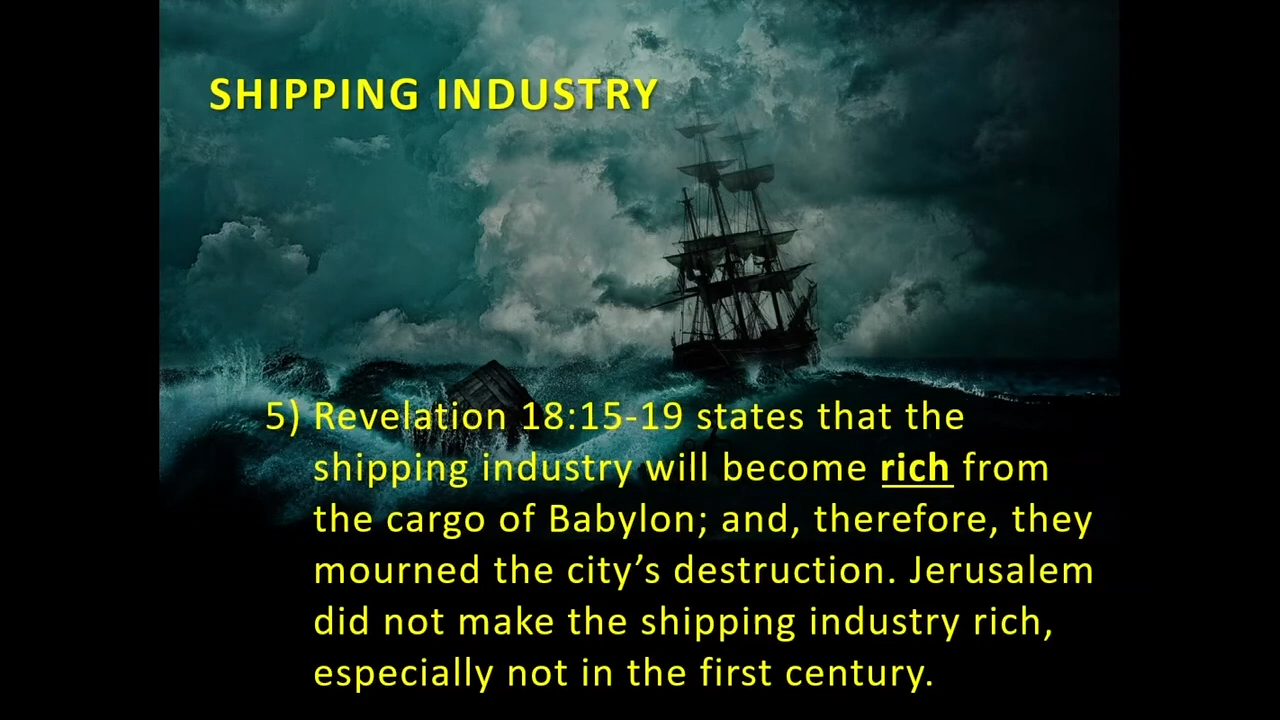 SHIPPING INDUSTRY
5) Revelation 18:15-19 states that the
shipping industry will become rich from
the cargo of Babylon; and, therefore, they
mourned the city’s destruction. Jerusalem
did not make the shipping industry rich,
especially not in the first century.